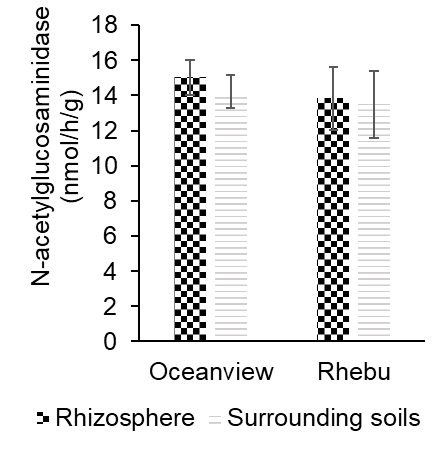 N-acetylglucosaminidase
(nmol/h/g)
18
16
14
12
10
8
6
4
2
0
Oceanview Rhebu
Rhizosphere Surrounding soils